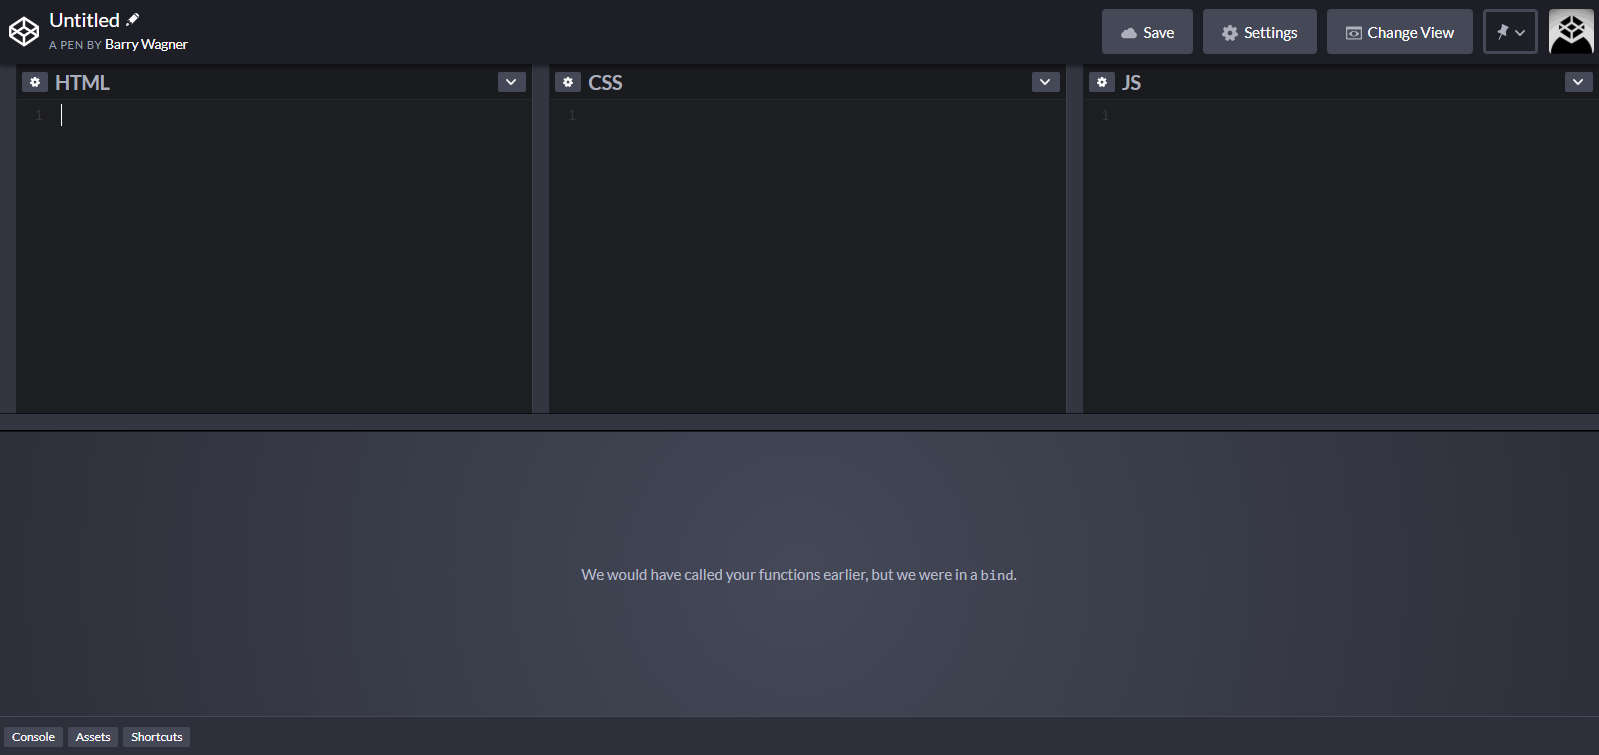 Untitled
A PEN BY Barry Wagner
Save
Settings
Change View
HTML
CSS
JS
1
1
1
We would have called your functions earlier, but we were in a bind.
Console
Assets
Shortcuts